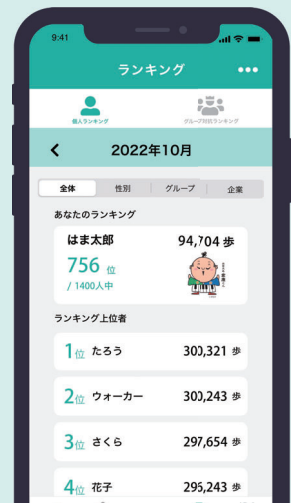 9:41
ランキング
個人ランキング
グループ対抗ランキング
2022年10月
全体 性別 グループ 企業
あなたのランキング
はま太郎 94,704 歩
756 位
/ 1400人中
ランキング上位者
1位 たろう 300,321 歩
2位 ウォーカー 300,243 歩
3位 さくら 297,654 歩
4位 花子 296,243 歩